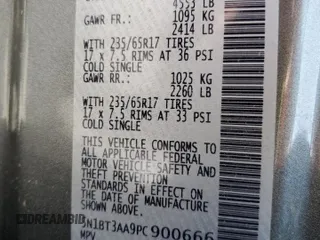 4553 LB
GAWR FR.: 1095 KG
2414 LB
WITH 235/65R17 TIRES
17 x 7.5 RIMS AT 36 PSI
COLD SINGLE
GAWR RR.: 1025 KG
2260 LB
WITH 235/65R17 TIRES
17 x 7.5 RIMS AT 33 PSI
COLD SINGLE
THIS VEHICLE CONFORMS TO
ALL APPLICABLE FEDERAL
MOTOR VEHICLE SAFETY AND
THEFT PREVENTION
STANDARDS IN EFFECT ON
THE DATE OF MANUFACTURE
SHOWN ABOVE.
5N1BT3AA9PC900666
MPV
DREAMBID